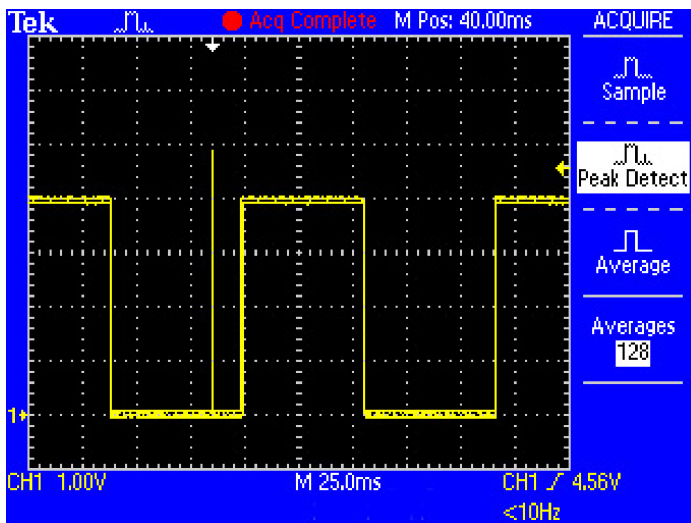 Tek Acq Complete M Pos: 40.00ms ACQUIRE
Sample
Peak Detect
Average
Averages
128
1
CH1 1.00V M 25.0ms CH1 4.56V
<10Hz